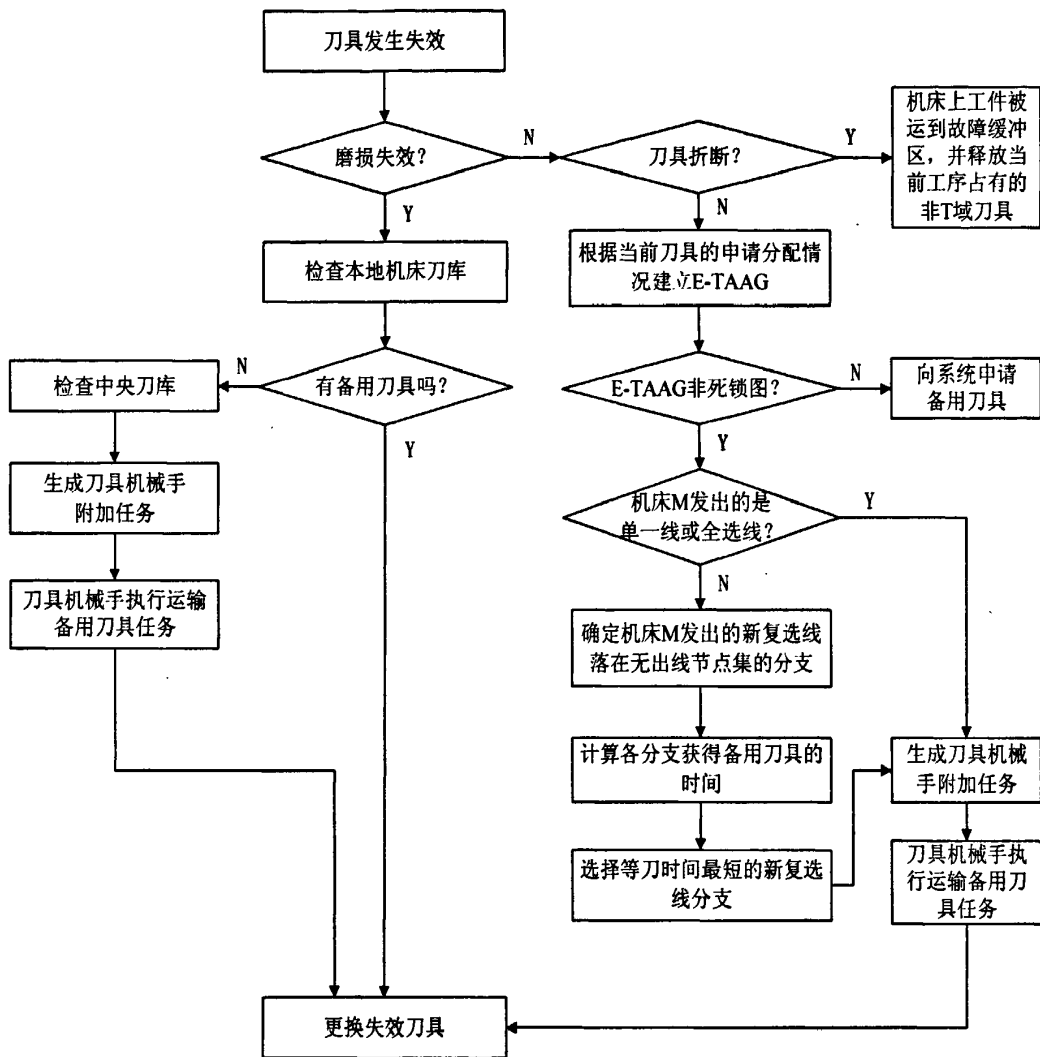 刀具发生失效
磨损失效?
N
刀具折断?
Y
机床上工件被
运到故障缓冲
区，并释放当
前工序占有的
非T域刀具
Y
N
检查本地机床刀库
根据当前刀具的申请分配情
况建立E-TAAG
检查中央刀库
N
有备用刀具吗?
E-TAAG非死锁图?
N
向系统申请
备用刀具
Y
Y
生成刀具机械手
附加任务
机床M发出的是
单一线或全选线?
Y
N
刀具机械手执行运输
备用刀具任务
确定机床M发出的新复选线
落在无出线节点集的分支
计算各分支获得备用刀具的
时间
生成刀具机械
手附加任务
选择等刀时间最短的新复选
线分支
刀具机械手执
行运输备用刀
具任务
更换失效刀具